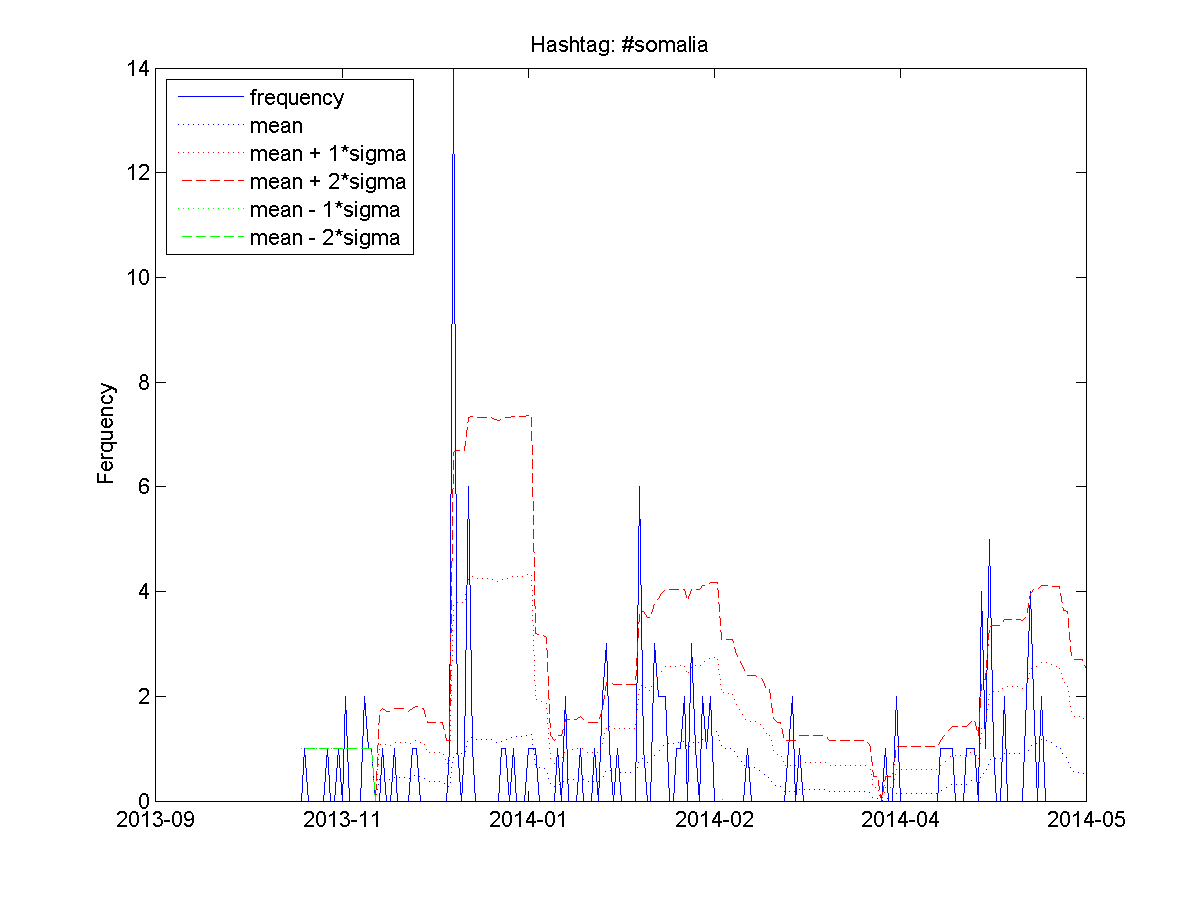 Hashtag: #somalia
14
12
10
8
6
4
2
0
Ferquency
frequency
mean
mean + 1*sigma
mean + 2*sigma
mean - 1*sigma
mean - 2*sigma
2013-09 2013-11 2014-01 2014-02 2014-04 2014-05